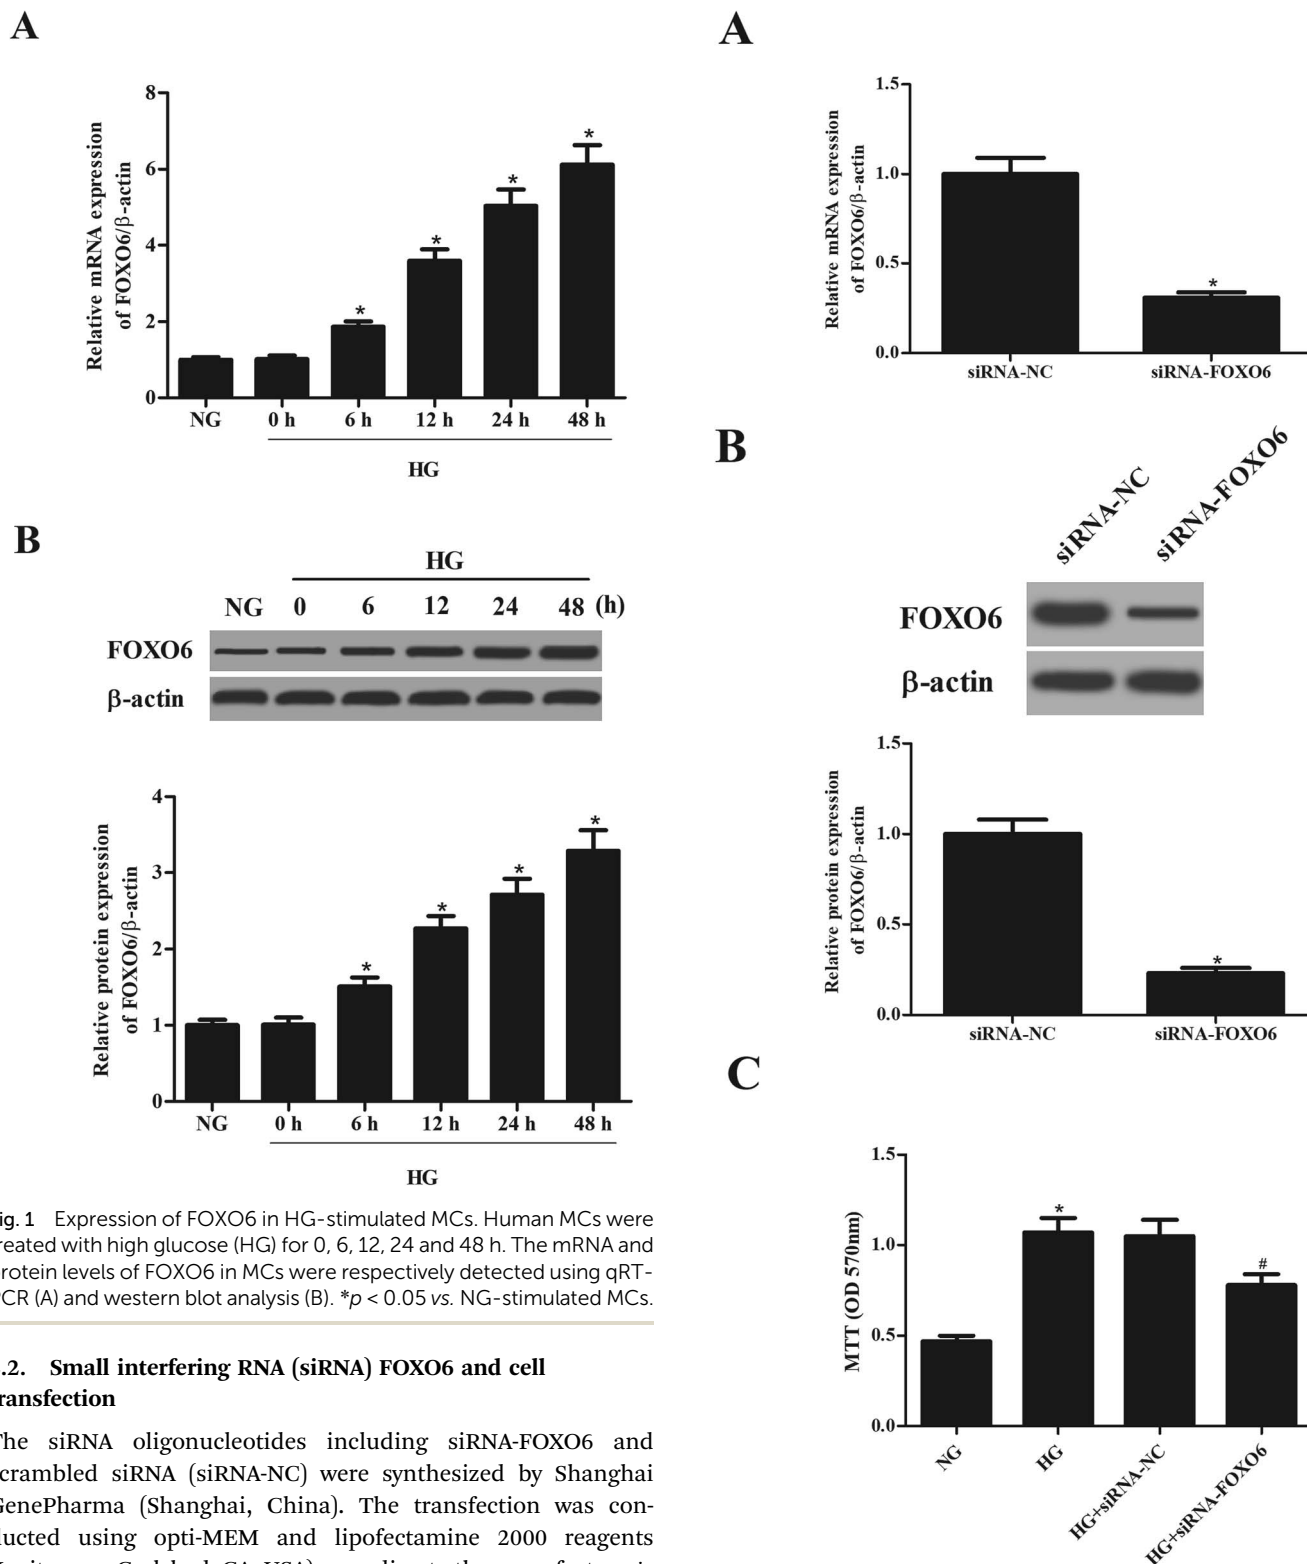 A
8
6
4
2
0
Relative mRNA expression
of FOXO6/β-actin
*
*
*
*
NG
0 h
6 h
12 h
24 h
48 h
HG
B
HG
NG 0 6 12 24 48 (h)
FOXO6
β-actin
4
3
2
1
0
Relative protein expression
of FOXO6/β-actin
*
*
*
*
NG
0 h
6 h
12 h
24 h
48 h
HG
ig. 1 Expression of FOXO6 in HG-stimulated MCs. Human MCs were
reated with high glucose (HG) for 0, 6, 12, 24 and 48 h. The mRNA and
rotein levels of FOXO6 in MCs were respectively detected using qRT-
PCR (A) and western blot analysis (B). *p < 0.05 vs. NG-stimulated MCs.
.2. Small interfering RNA (siRNA) FOXO6 and cell
ransfection
The siRNA oligonucleotides including siRNA-FOXO6 and
scrambled siRNA (siRNA-NC) were synthesized by Shanghai
GenePharma (Shanghai, China). The transfection was con-
ducted using opti-MEM and lipofectamine 2000 reagents
A
1.5
1.0
0.5
0.0
Relative mRNA expression
of FOXO6/β-actin
*
siRNA-NC
siRNA-FOXO6
B
siRNA-NC
siRNA-FOXO6
FOXO6
β-actin
1.5
1.0
0.5
0.0
Relative protein expression
of FOXO6/β-actin
*
siRNA-NC
siRNA-FOXO6
C
1.5
1.0
0.5
0.0
MTT (OD 570nm)
*
#
NG
HG
HG+siRNA-NC
HG+siRNA-FOXO6